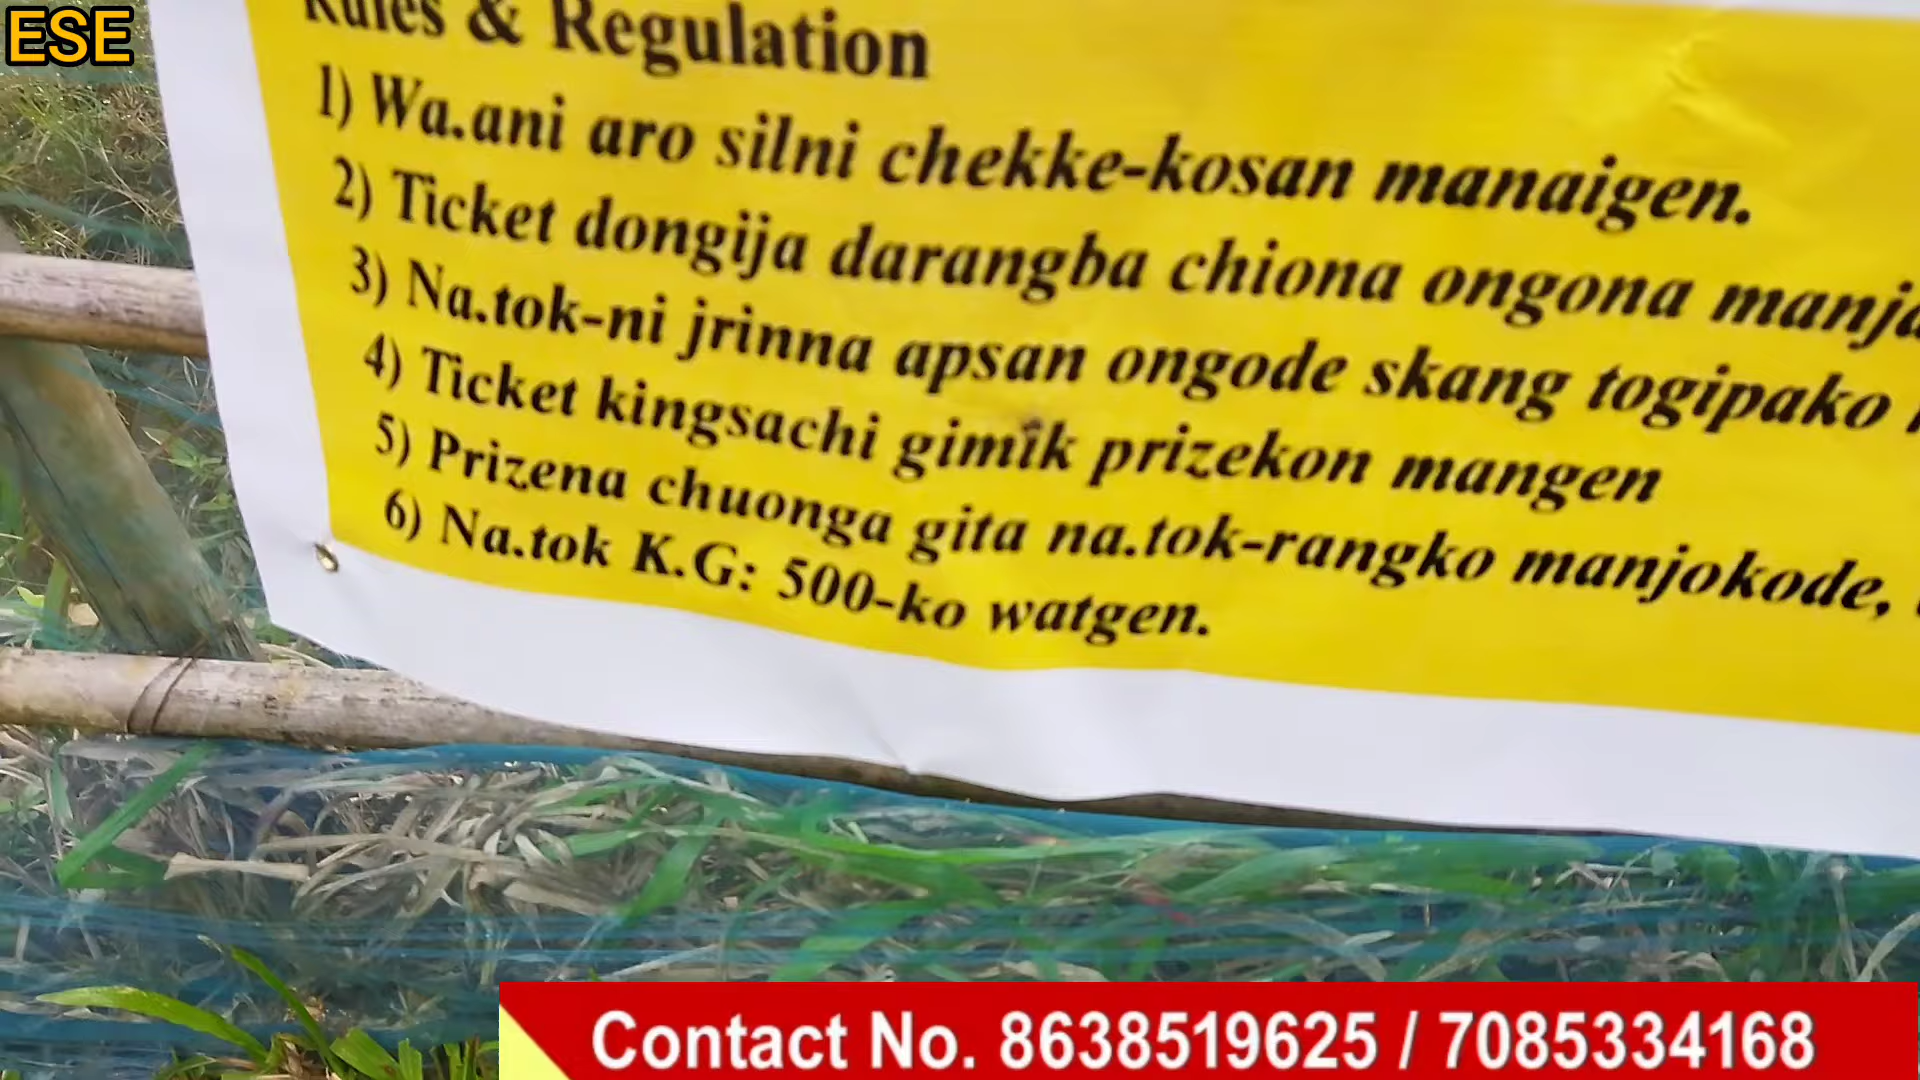 ESE
Rules & Regulation
1) Wa.ani aro silni chekke-kosan manaigen.
2) Ticket dongija darangba chiona ongona manja
3) Na.tok-ni jrinna apsan ongode skang togipako
4) Ticket kingsachi gimik prizekon mangen
5) Prizena chuonga gita na.tok-rangko manjokode,
6) Na.tok K.G: 500-ko watgen.
Contact No. 8638519625 / 7085334168